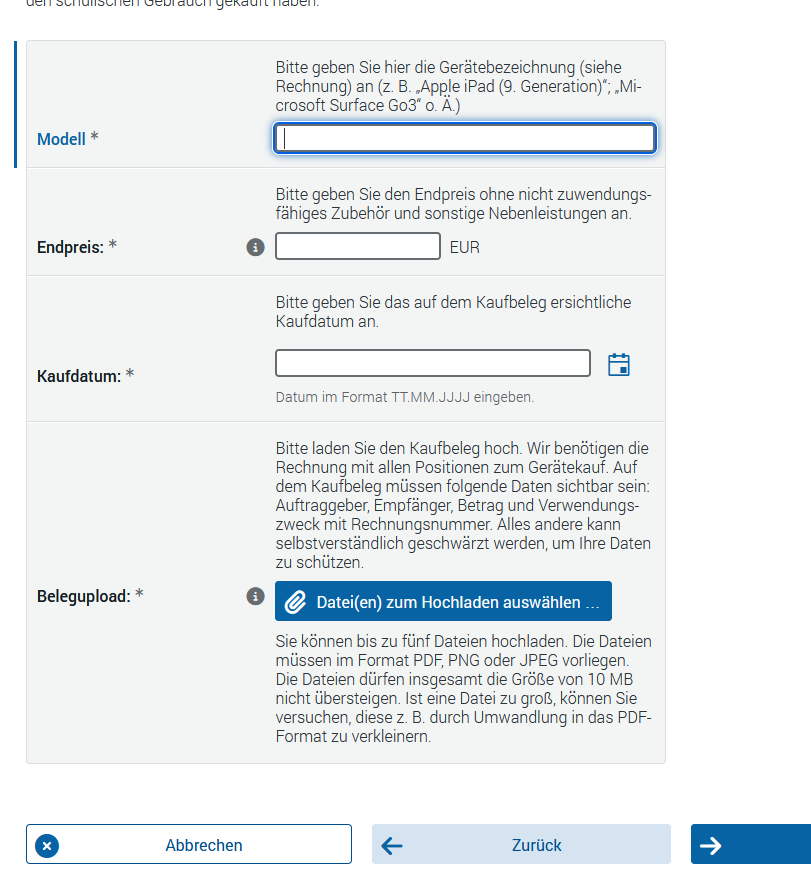 den schulischen Gebrauch gekauft haben.
Bitte geben Sie hier die Gerätebezeichnung (siehe
Rechnung) an (z. B. „Apple iPad (9. Generation)“; „Mi-
crosoft Surface Go3“ o. Ä.)
Modell *
Bitte geben Sie den Endpreis ohne nicht zuwendungs-
fähiges Zubehör und sonstige Nebenleistungen an.
Endpreis: * EUR
Bitte geben Sie das auf dem Kaufbeleg ersichtliche
Kaufdatum an.
Kaufdatum: *
Datum im Format TT.MM.JJJJ eingeben.
Bitte laden Sie den Kaufbeleg hoch. Wir benötigen die
Rechnung mit allen Positionen zum Gerätekauf. Auf
dem Kaufbeleg müssen folgende Daten sichtbar sein:
Auftraggeber, Empfänger, Betrag und Verwendungs-
zweck mit Rechnungsnummer. Alles andere kann
selbstverständlich geschwärzt werden, um Ihre Daten
zu schützen.
Belegupload: * Datei(en) zum Hochladen auswählen ...
Sie können bis zu fünf Dateien hochladen. Die Dateien
müssen im Format PDF, PNG oder JPEG vorliegen.
Die Dateien dürfen insgesamt die Größe von 10 MB
nicht übersteigen. Ist eine Datei zu groß, können Sie
versuchen, diese z. B. durch Umwandlung in das PDF-
Format zu verkleinern.
Abbrechen Zurück